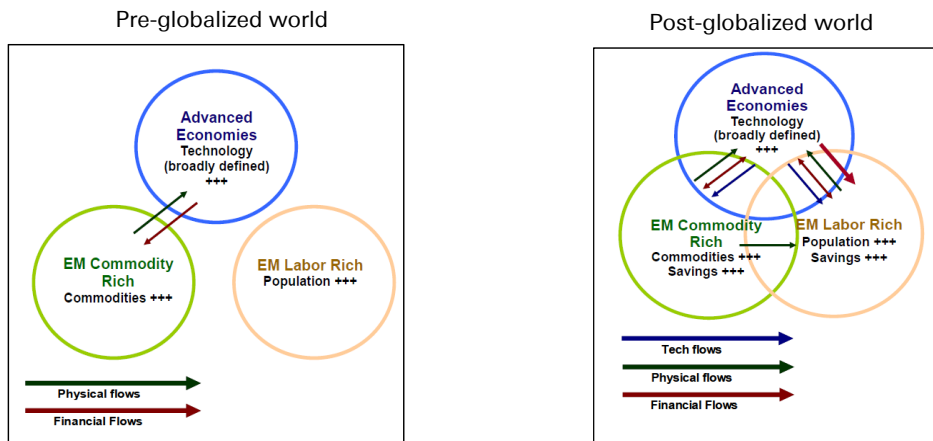 Pre-globalized world
Advanced
Economies
Technology
(broadly defined)
+++
EM Commodity
Rich
Commodities +++
EM Labor Rich
Population +++
Physical flows
Financial Flows
Post-globalized world
Advanced
Economies
Technology
(broadly defined)
+++
EM Commodity
Rich
Commodities +++
Savings +++
EM Labor Rich
Population +++
Savings +++
Tech flows
Physical flows
Financial Flows